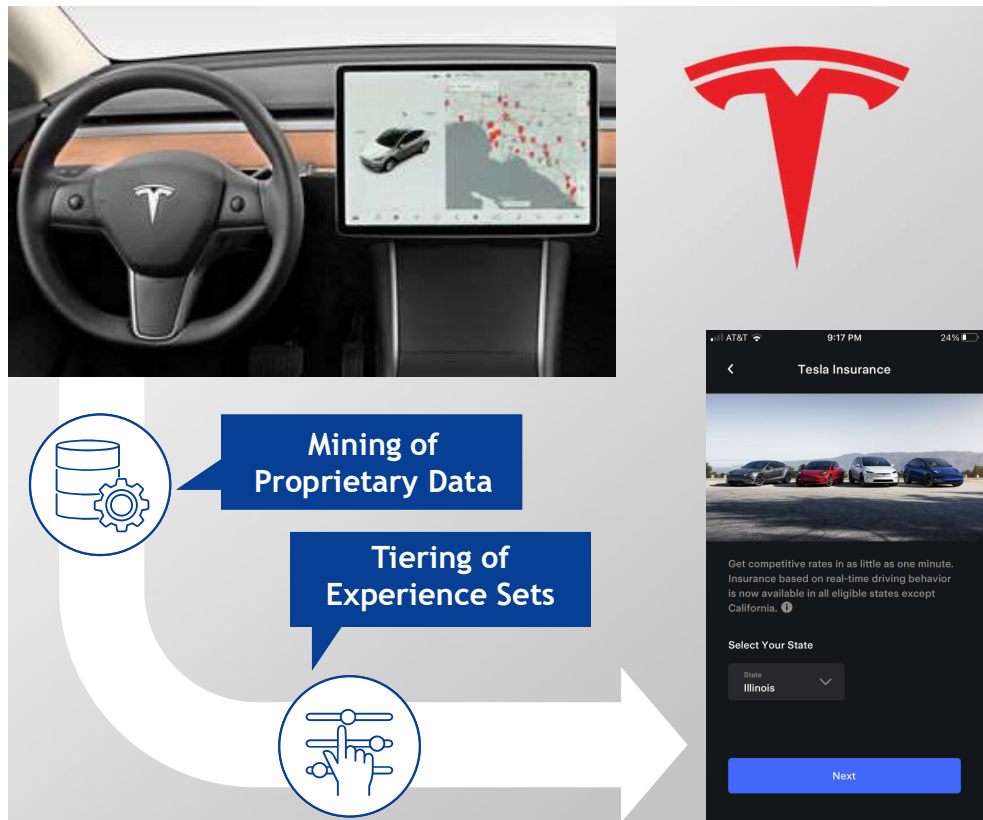 Mining of
Proprietary Data
Tiering of
Experience Sets
AT&T 9:17 PM 24%
Tesla Insurance
Get competitive rates in as little as one minute.
Insurance based on real-time driving behavior
is now available in all eligible states except
California.
Select Your State
State
Illinois
Next